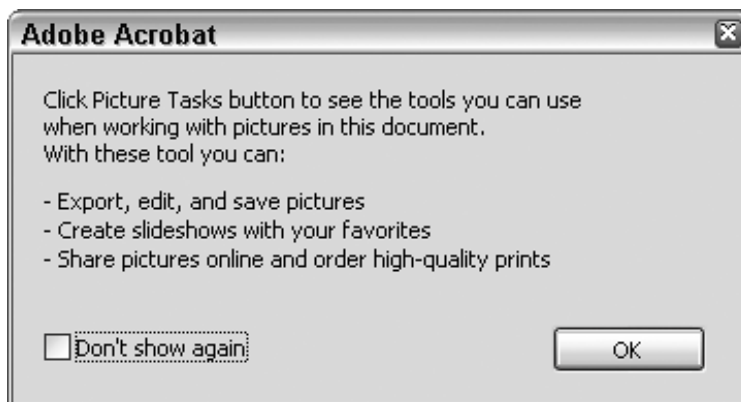 Adobe Acrobat
Click Picture Tasks button to see the tools you can use
when working with pictures in this document.
With these tool you can:
- Export, edit, and save pictures
- Create slideshows with your favorites
- Share pictures online and order high-quality prints
Don't show again
OK